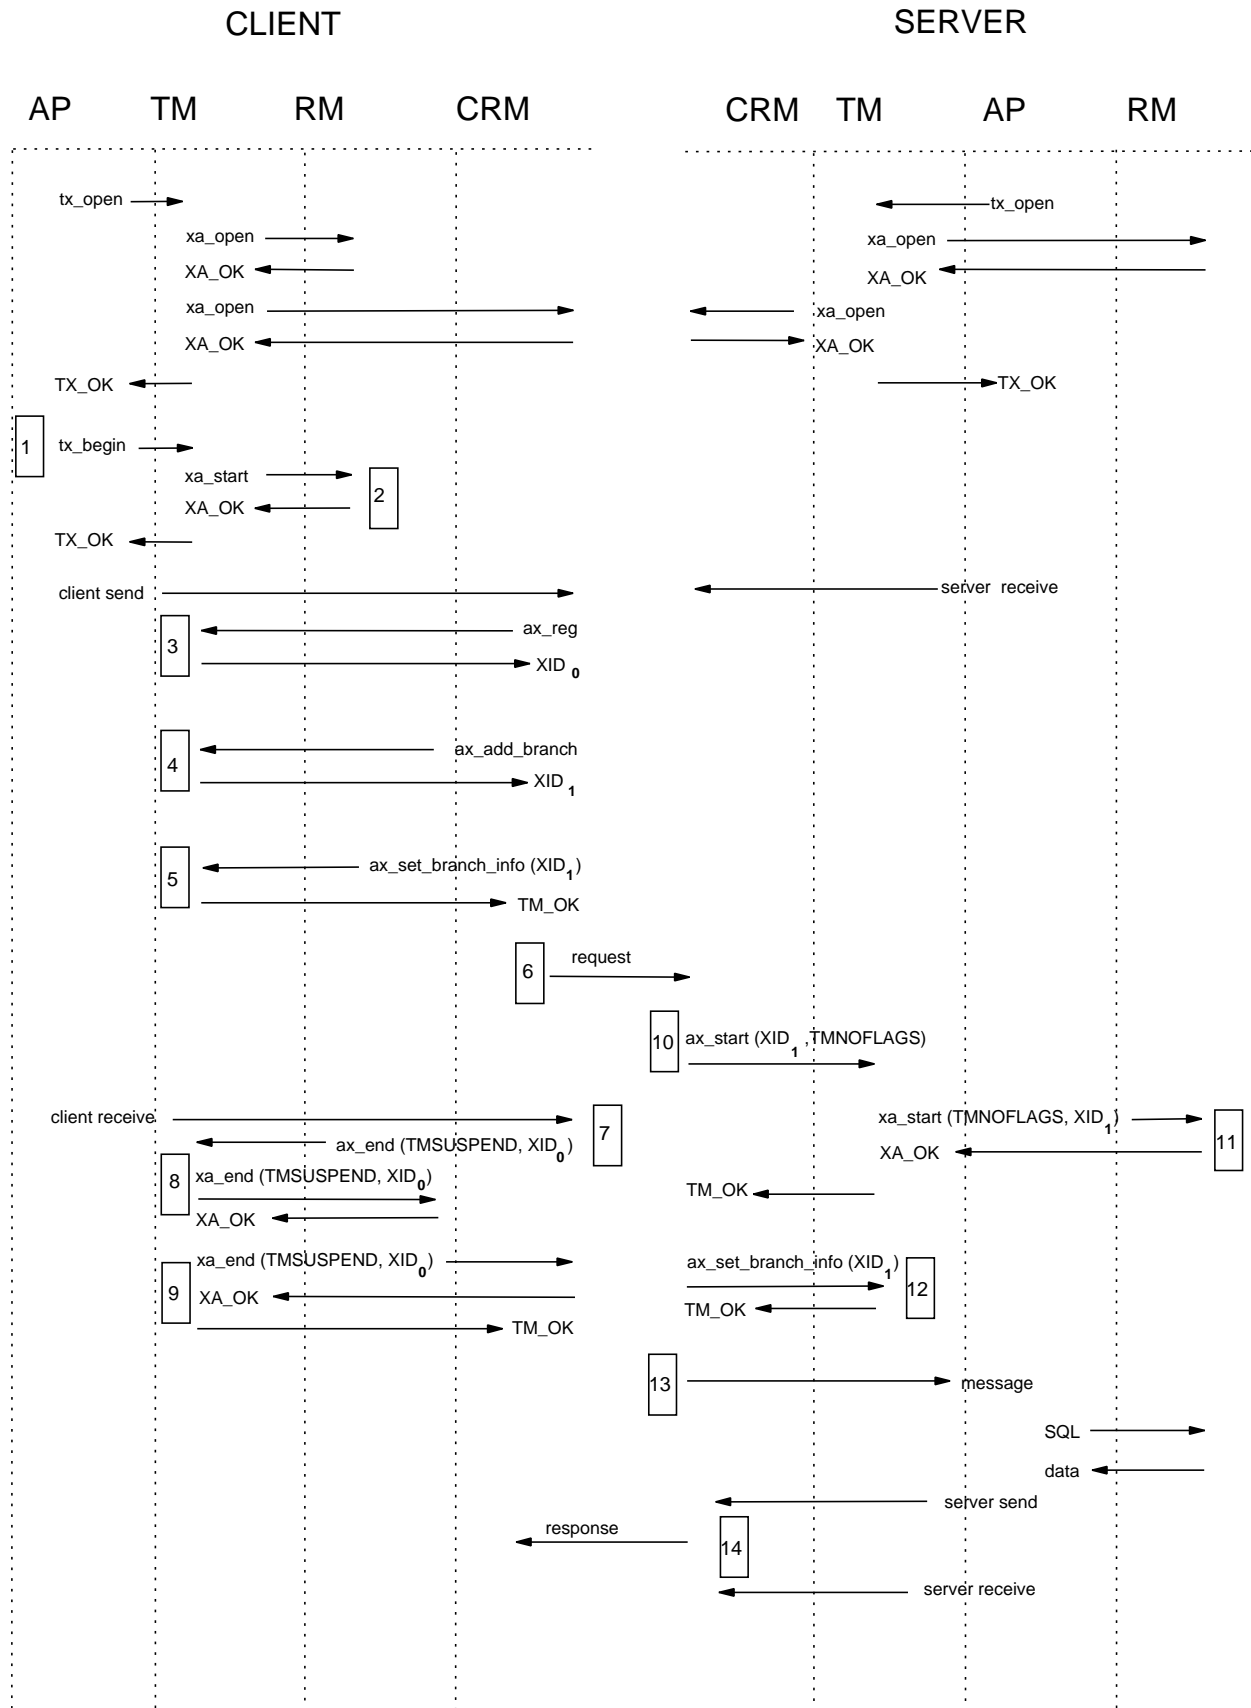 CLIENT SERVER
AP TM RM CRM CRM TM AP RM
tx_open tx_open
xa_open xa_open
XA_OK XA_OK
xa_open xa_open
XA_OK XA_OK
TX_OK TX_OK
1 tx_begin
xa_start
2
XA_OK
TX_OK
client send server receive
ax_reg
3
XID 0
ax_add_branch
4
XID 1
ax_set_branch_info (XID1)
5
TM_OK
request
6
10 ax_start (XID1 ,TMNOFLAGS)
client receive xa_start (TMNOFLAGS, XID1)
7
ax_end (TMSUSPEND, XID0) XA_OK 11
8 xa_end (TMSUSPEND, XID0)
TM_OK
XA_OK
xa_end (TMSUSPEND, XID0) ax_set_branch_info (XID1)
9 XA_OK 12
TM_OK
TM_OK
13 message
SQL
data
server send
response
14
server receive